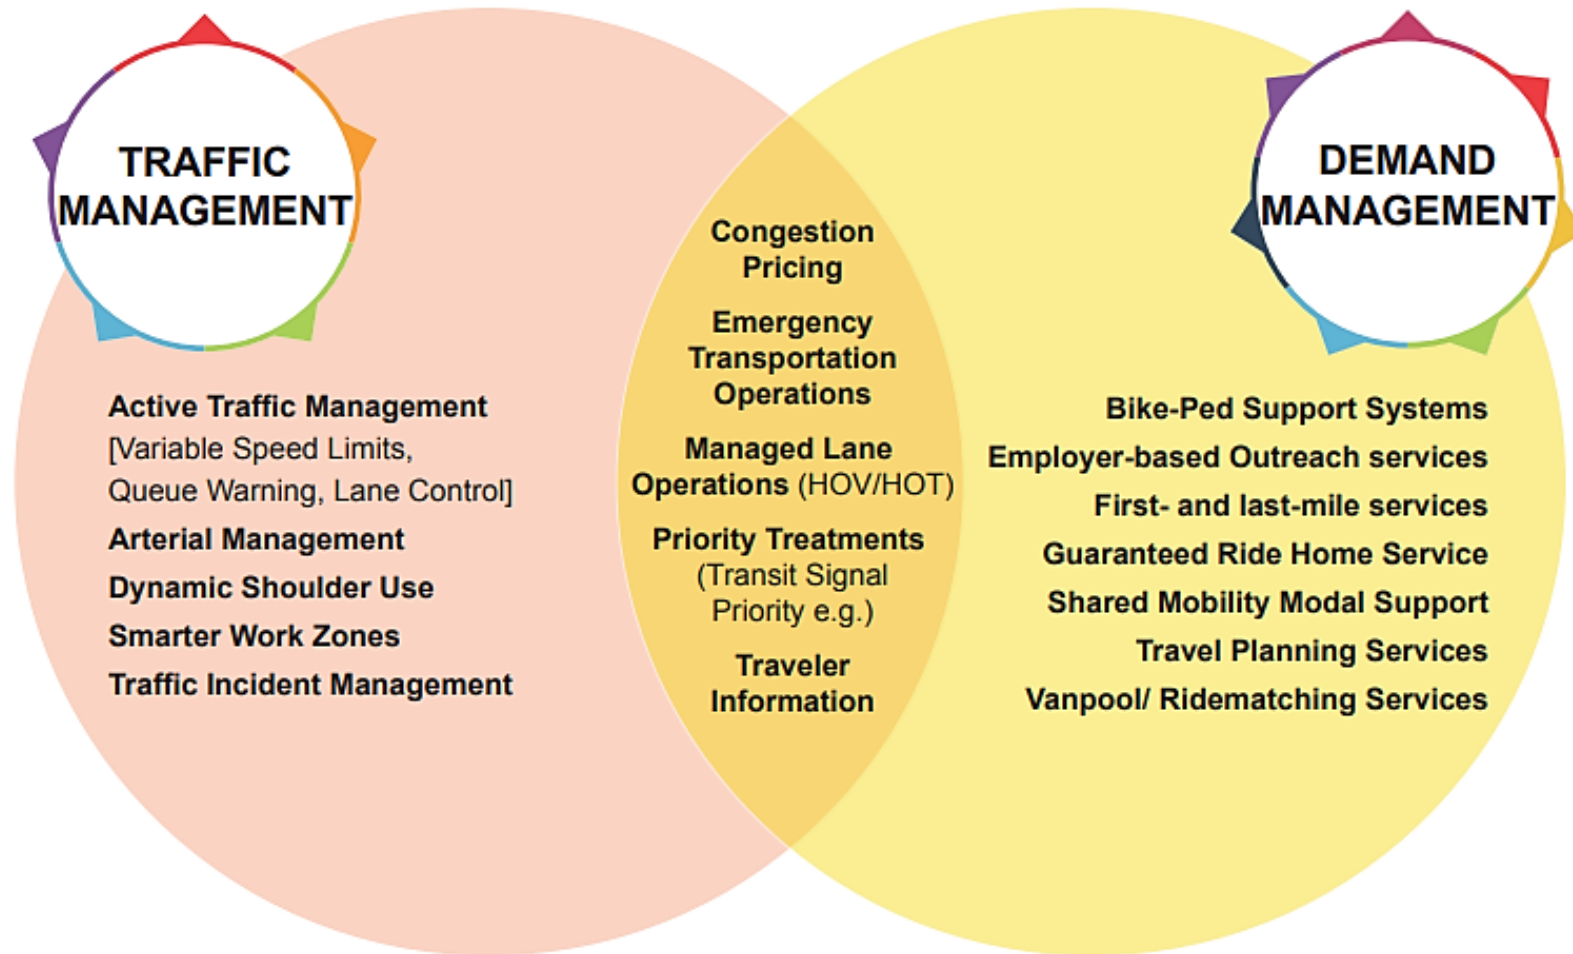 TRAFFIC
MANAGEMENT
Active Traffic Management
[Variable Speed Limits,
Queue Warning, Lane Control]
Arterial Management
Dynamic Shoulder Use
Smarter Work Zones
Traffic Incident Management
Congestion
Pricing
Emergency
Transportation
Operations
Managed Lane
Operations (HOV/HOT)
Priority Treatments
(Transit Signal
Priority e.g.)
Traveler
Information
DEMAND
MANAGEMENT
Bike-Ped Support Systems
Employer-based Outreach services
First- and last-mile services
Guaranteed Ride Home Service
Shared Mobility Modal Support
Travel Planning Services
Vanpool/ Ridematching Services